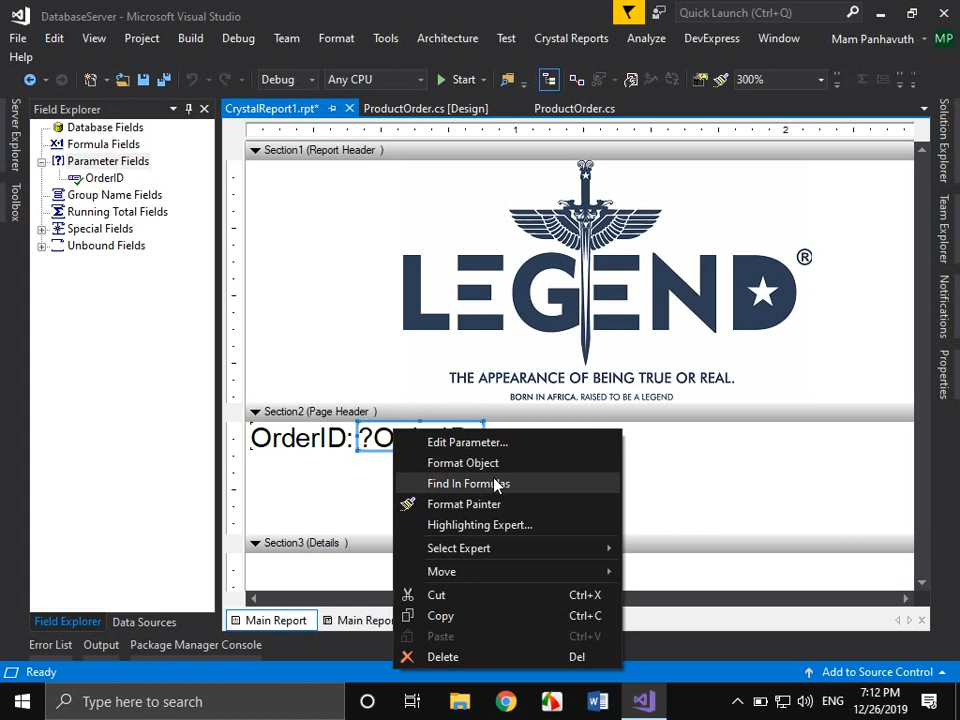 DatabaseServer - Microsoft Visual Studio
Quick Launch (Ctrl+Q)
File Edit View Project Build Debug Team Format Tools Architecture Test Crystal Reports Analyze DevExpress Window Mam Panhavuth MP
Help
Debug Any CPU Start 300%
Server Explorer
Toolbox
Field Explorer
Database Fields
Formula Fields
Parameter Fields
OrderID
Group Name Fields
Running Total Fields
Special Fields
Unbound Fields
CrystalReport1.rpt* ProductOrder.cs [Design] ProductOrder.cs
1 2
Section1 (Report Header )
LEGEND®
THE APPEARANCE OF BEING TRUE OR REAL.
BORN IN AFRICA. RAISED TO BE A LEGEND
Section2 (Page Header )
OrderID:
Edit Parameter...
Format Object
Find In Formulas
Format Painter
Highlighting Expert...
Select Expert
Move
Cut Ctrl+X
Copy Ctrl+C
Paste Ctrl+V
Delete Del
Section3 (Details )
Main Report Main
Solution Explorer
Team Explorer
Notifications
Properties
Field Explorer Data Sources
Error List Output Package Manager Console
Ready
Add to Source Control
Type here to search
ENG
7:12 PM
12/26/2019